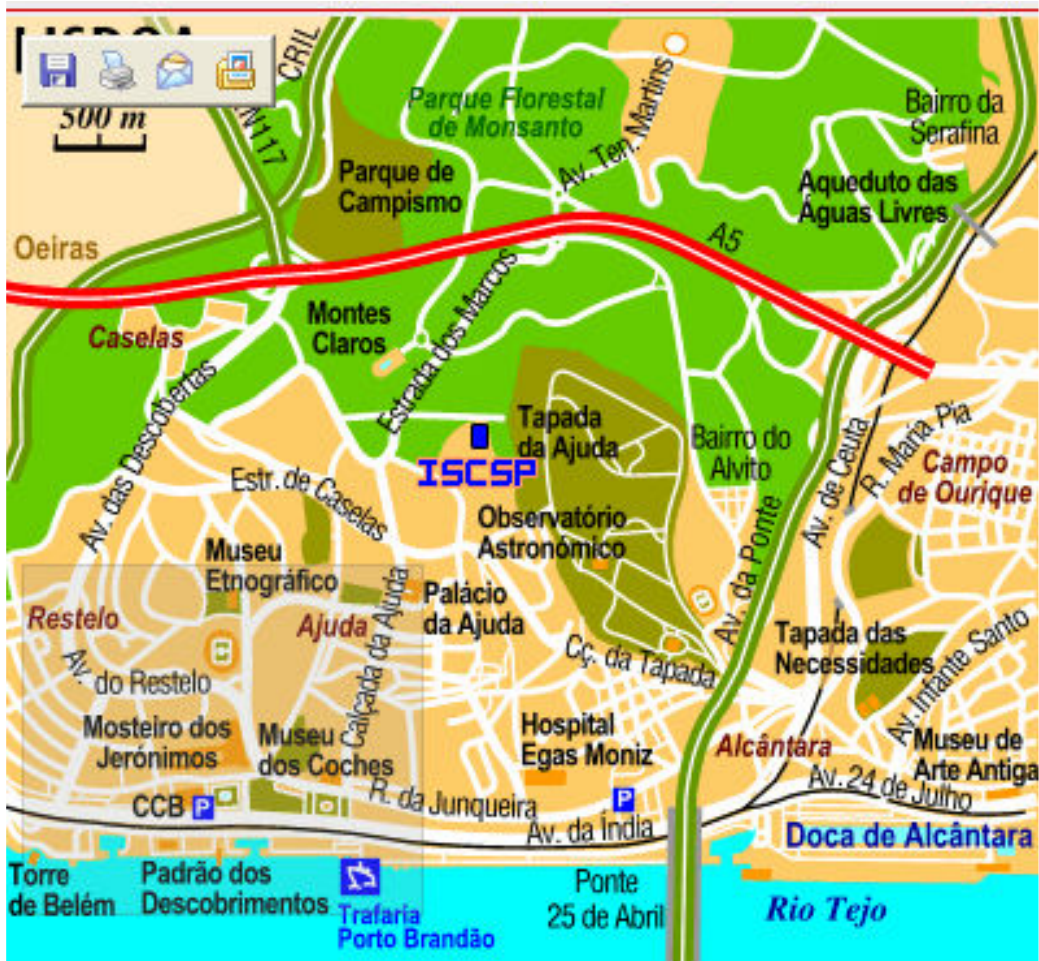 LISBOA
500 m
CRIL
N117
Parque Florestal
de Monsanto
Av. Ten. Martins
Bairro da
Serafina
Parque de
Campismo
Aqueduto das
Águas Livres
Oeiras
A5
Caselas
Montes
Claros
Estrada dos Marcos
Av. das Descobertas
Tapada
da Ajuda
ISCSP
Bairro do
Alvito
Av. de Ceuta
R. Maria Pia
Campo
de Ourique
Estr. de Caselas
Observatório
Astronómico
Av. da Ponte
Museu
Etnográfico
Restelo
Ajuda
Calçada da Ajuda
Palácio
da Ajuda
Cç. da Tapada
Tapada das
Necessidades
Av. Infante Santo
Av.
do Restelo
Mosteiro dos
Jerónimos
Museu
dos Coches
Hospital
Egas Moniz
Alcântara
Museu de
Arte Antiga
Av. 24 de Julho
CCB P
R. da Junqueira
P
Av. da Índia
Doca de Alcântara
Torre
de Belém
Padrão dos
Descobrimentos
Trafaria
Porto Brandão
Ponte
25 de Abril
Rio Tejo